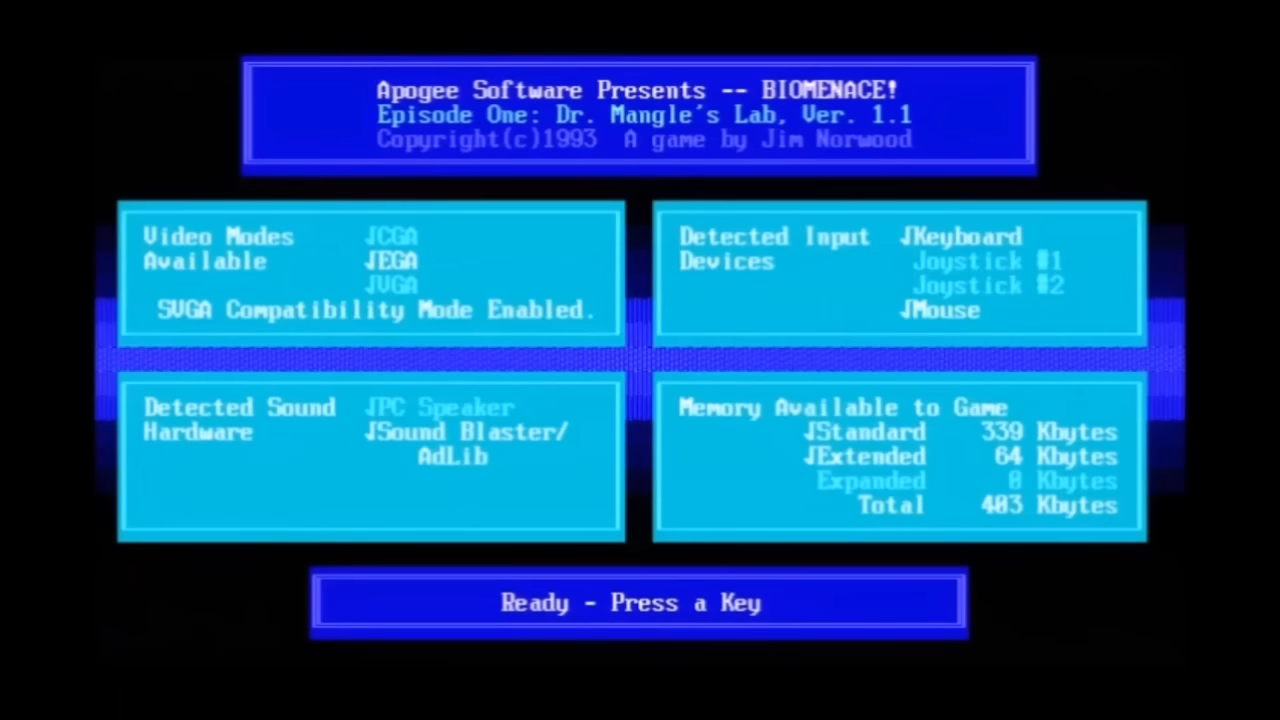 Apogee Software Presents -- BIOMENACE!
Episode One: Dr. Mangle's Lab, Ver. 1.1
Copyright(c)1993 A game by Jim Norwood
Video Modes √CGA
Available √EGA
√VGA
SVGA Compatibility Mode Enabled.
Detected Input √Keyboard
Devices Joystick #1
Joystick #2
√Mouse
Detected Sound √PC Speaker
Hardware √Sound Blaster/
AdLib
Memory Available to Game
√Standard 339 Kbytes
√Extended 64 Kbytes
Expanded 0 Kbytes
Total 403 Kbytes
Ready - Press a Key